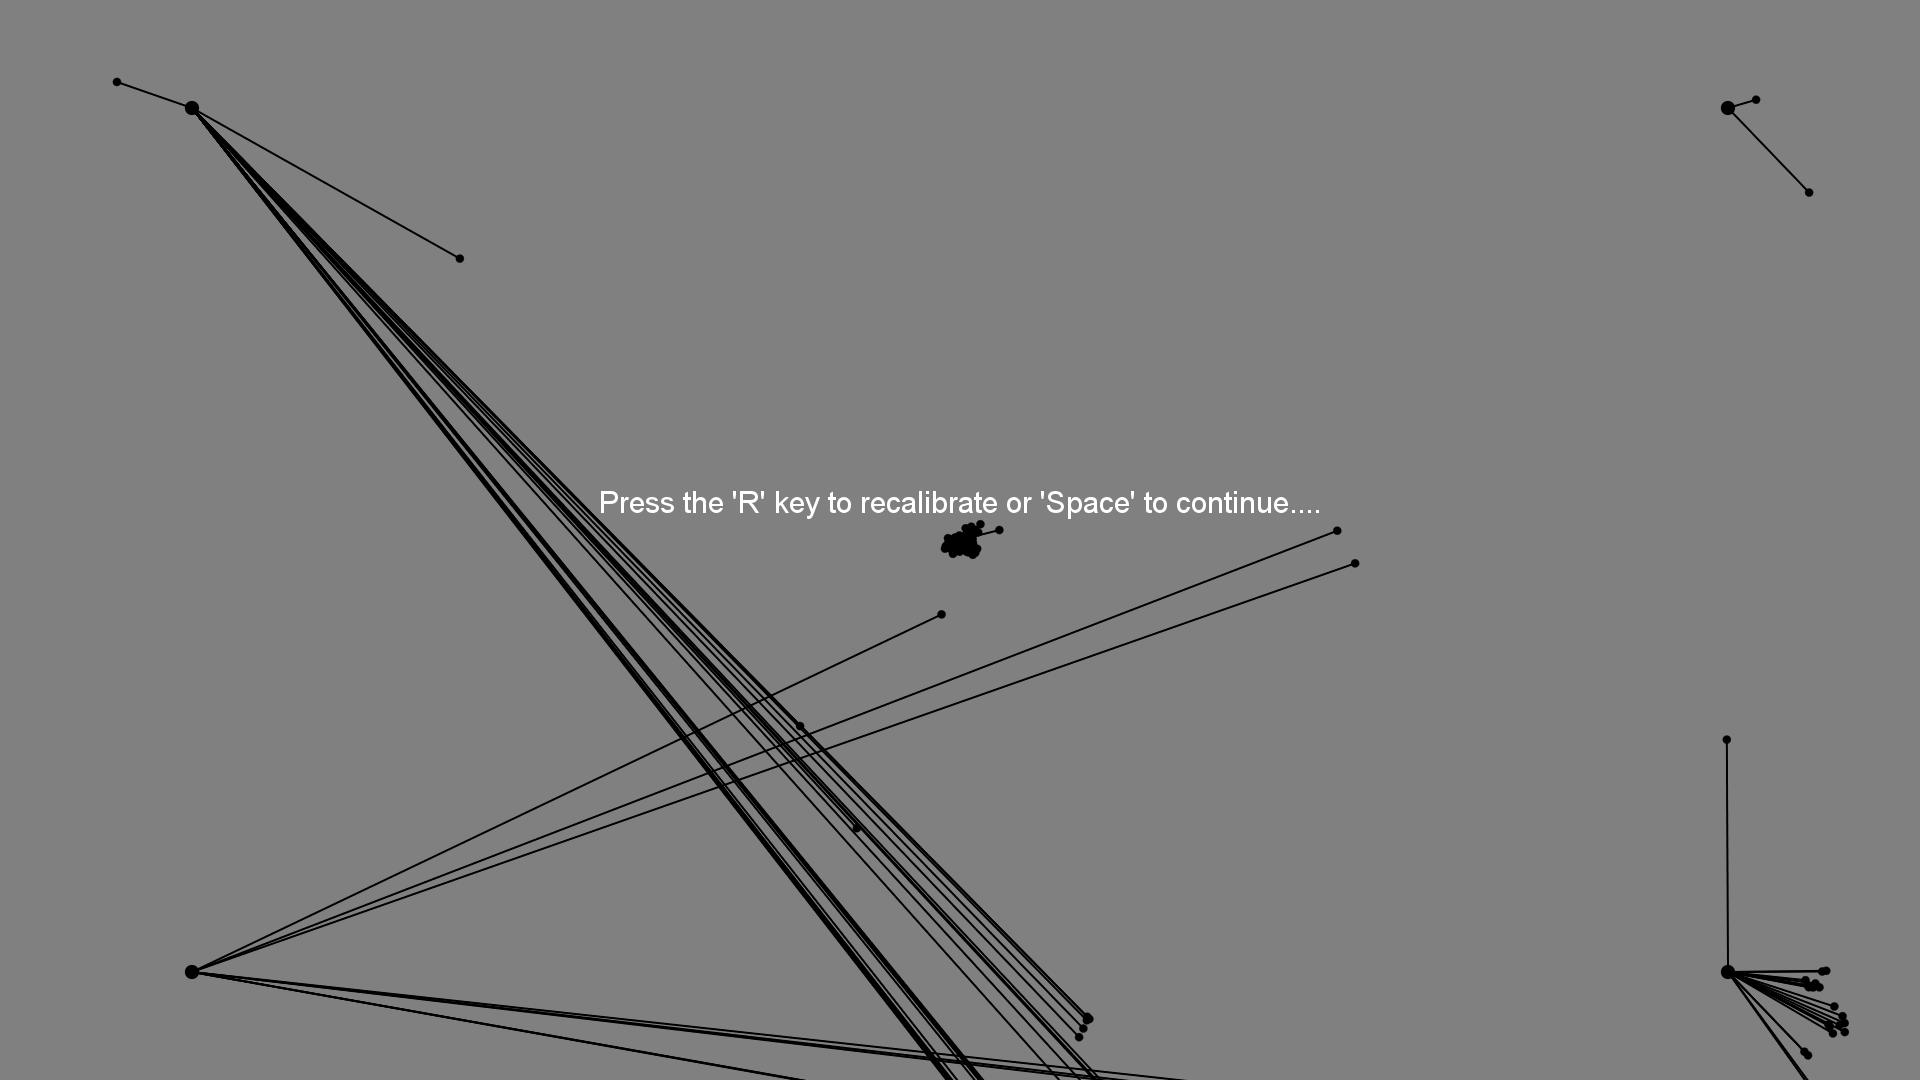 Press the 'R' key to recalibrate or 'Space' to continue....